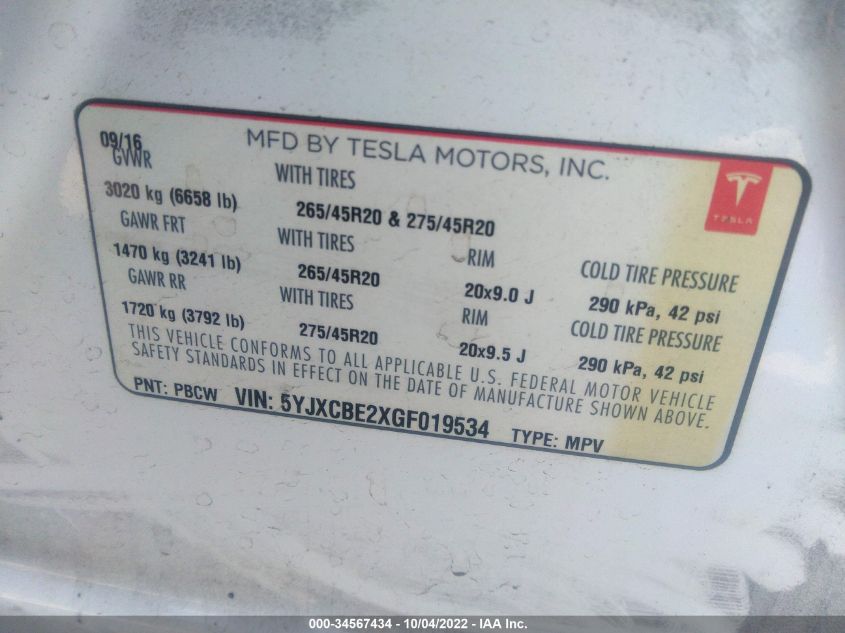 MFD BY TESLA MOTORS, INC.
TESLA
09/16
GVWR WITH TIRES
3020 kg (6658 lb) 265/45R20 & 275/45R20
GAWR FRT WITH TIRES RIM COLD TIRE PRESSURE
1470 kg (3241 lb) 265/45R20 20x9.0 J 290 kPa, 42 psi
GAWR RR WITH TIRES RIM COLD TIRE PRESSURE
1720 kg (3792 lb) 275/45R20 20x9.5 J 290 kPa, 42 psi
THIS VEHICLE CONFORMS TO ALL APPLICABLE U.S. FEDERAL MOTOR VEHICLE
SAFETY STANDARDS IN EFFECT ON THE DATE OF MANUFACTURE SHOWN ABOVE.
PNT: PBCW VIN: 5YJXCBE2XGF019534 TYPE: MPV
000-34567434 - 10/04/2022 - IAA Inc.